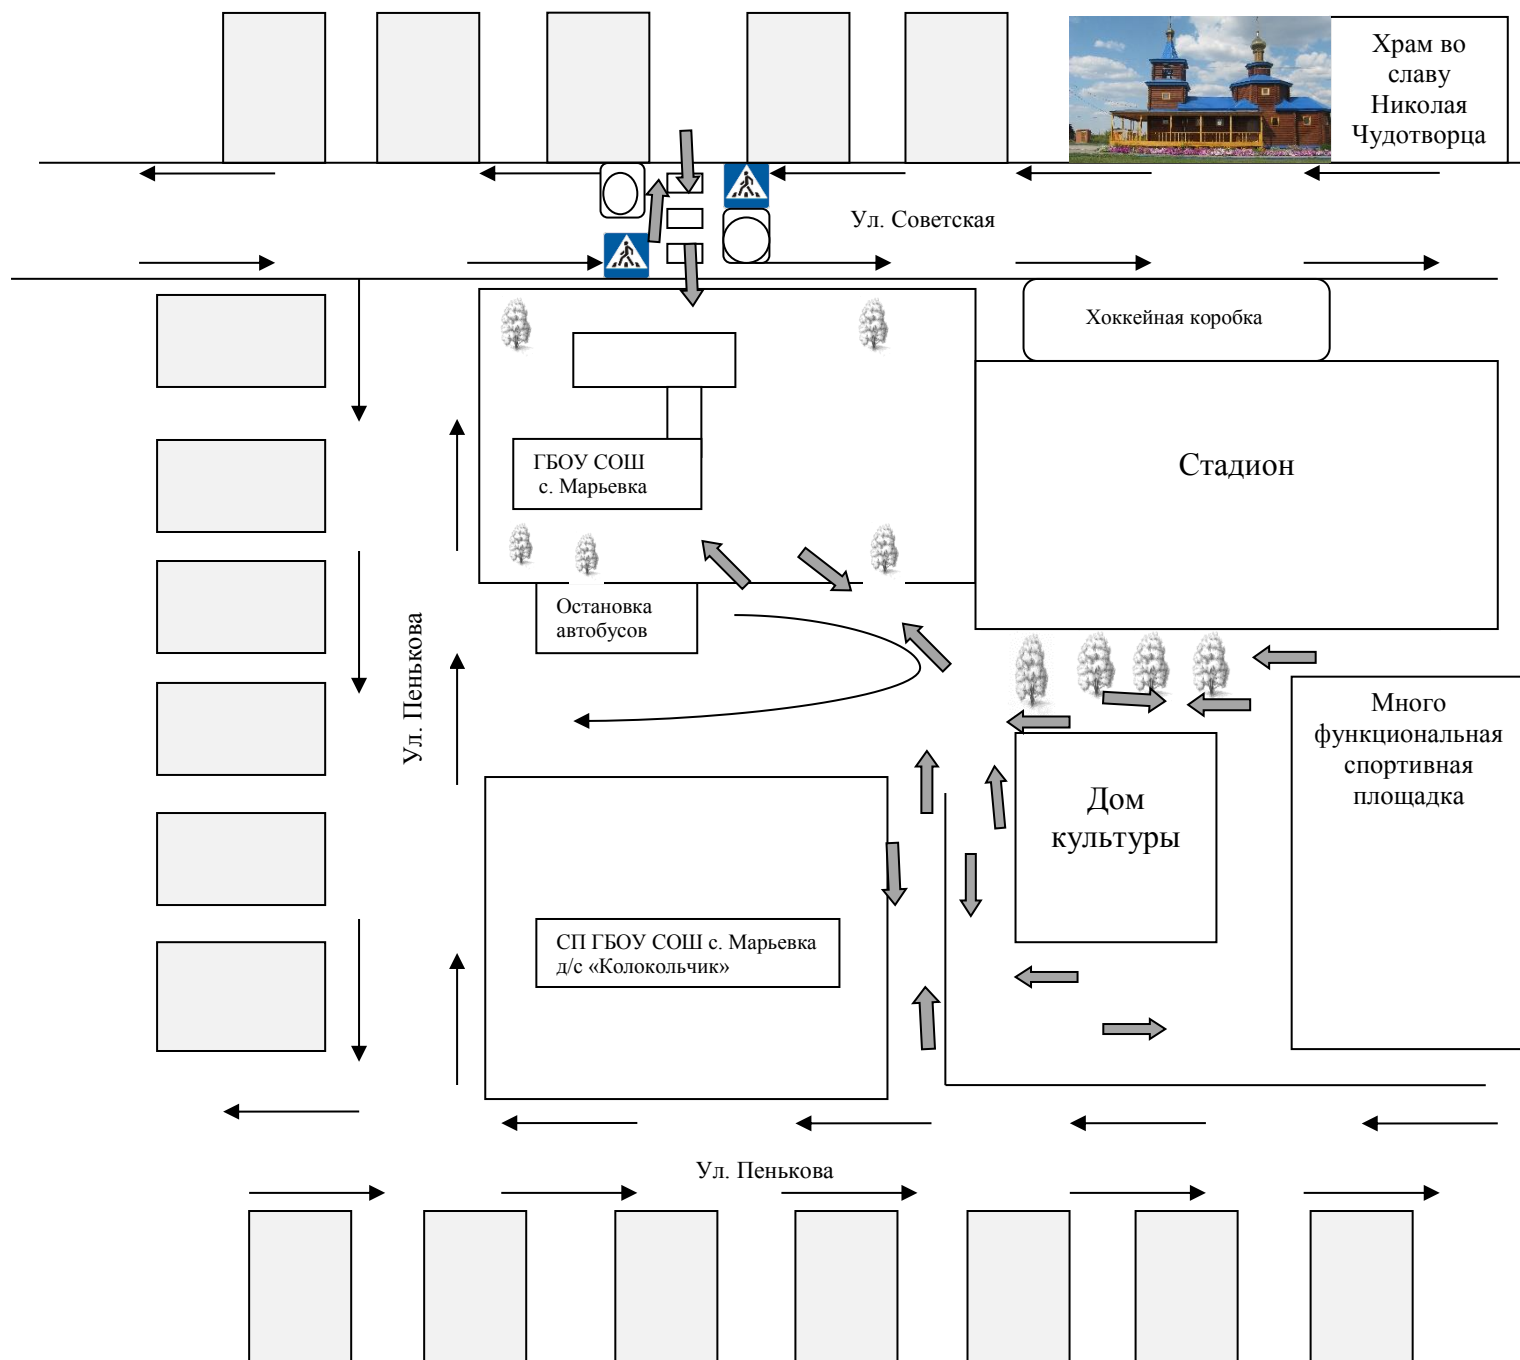 Храм во
славу
Николая
Чудотворца
Ул. Советская
Хоккейная коробка
ГБОУ СОШ
с. Марьевка
Стадион
Остановка
автобусов
Ул. Пенькова
Много
функциональная
спортивная
площадка
Дом
культуры
СП ГБОУ СОШ с. Марьевка
д/с «Колокольчик»
Ул. Пенькова